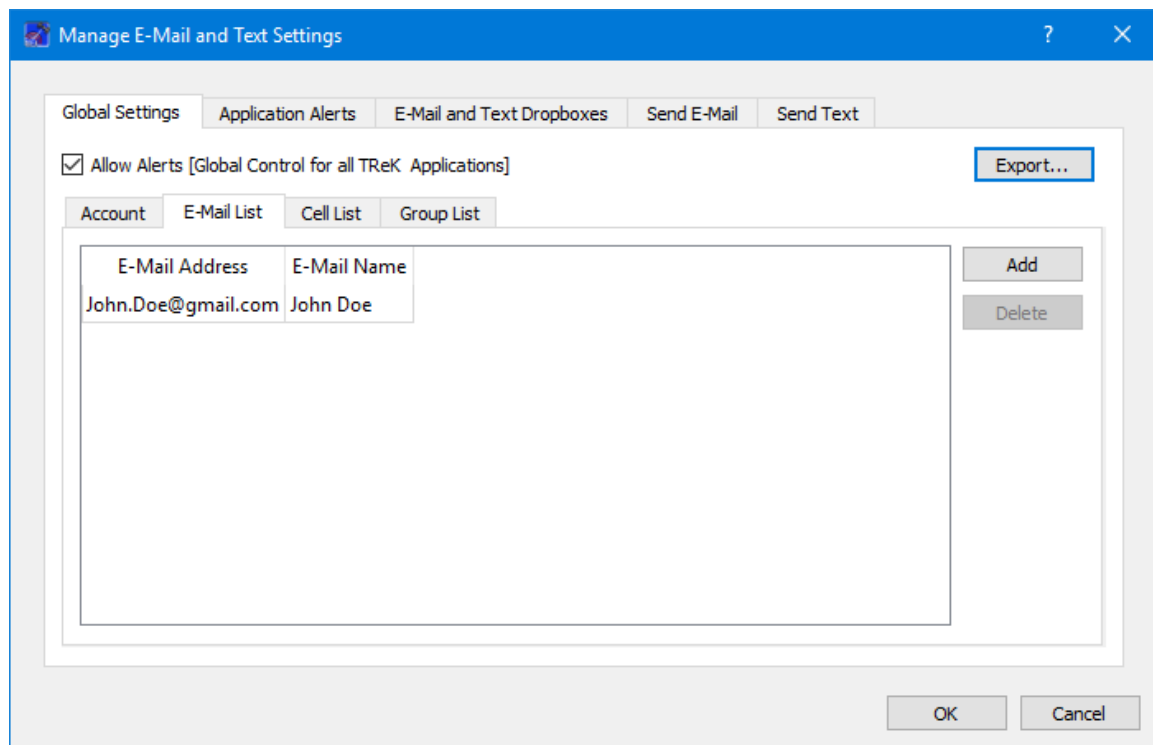 Manage E-Mail and Text Settings ?
Global Settings Application Alerts E-Mail and Text Dropboxes Send E-Mail Send Text
Allow Alerts [Global Control for all TReK Applications] Export...
Account E-Mail List Cell List Group List
E-Mail Address E-Mail Name Add
John.Doe@gmail.com John Doe Delete
OK Cancel